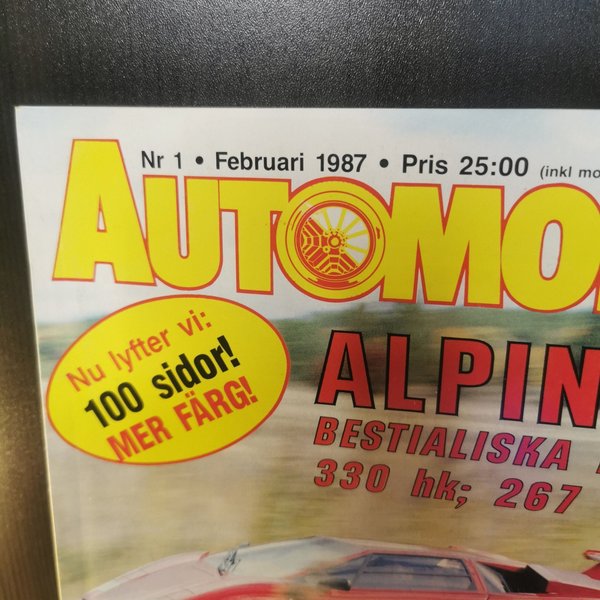 Nr 1 • Februari 1987 • Pris 25:00 (inkl
AUTOMO
Nu lyfter vi:
100 sidor!
MER FÄRG!
ALPIN
BESTIALISKA
330 hk; 267